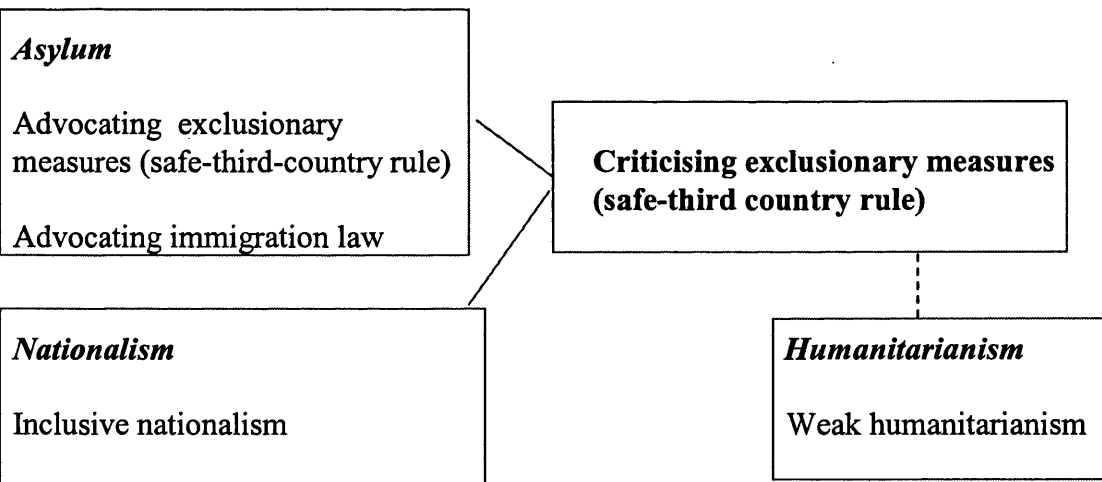 Asylum
Advocating exclusionary
measures (safe-third-country rule)
Advocating immigration law
Criticising exclusionary measures
(safe-third country rule)
Nationalism
Inclusive nationalism
Humanitarianism
Weak humanitarianism